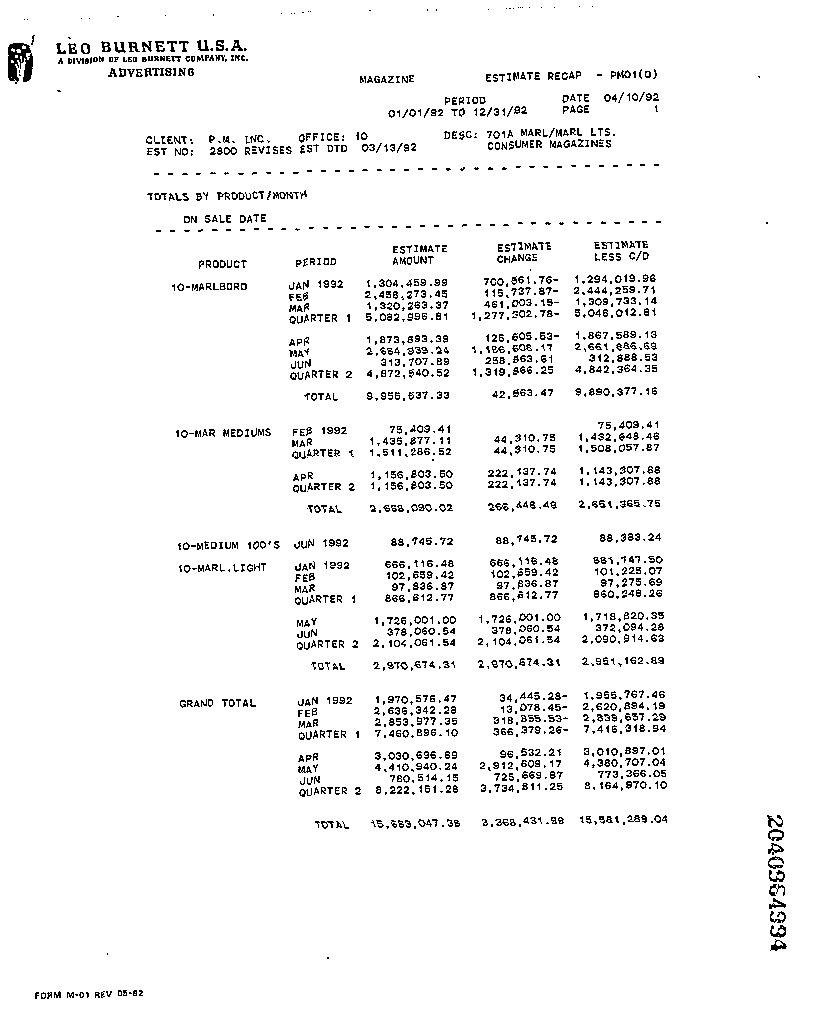 LEO BURNETT U.S.A.
A DIVISION OF LEO BURNETT COMPANY, INC.
ADVERTISING
MAGAZINE ESTIMATE RECAP - PM01(D)
PERIOD DATE 04/10/92
01/01/92 TO 12/31/92 PAGE 1
CLIENT: P.M. INC. OFFICE: 10 DESC: 701A MARL/MARL LTS.
EST NO: 2800 REVISES EST DTD 03/13/92 CONSUMER MAGAZINES
TOTALS BY PRODUCT/MONTH
ON SALE DATE
ESTIMATE ESTIMATE ESTIMATE
PRODUCT PERIOD AMOUNT CHANGE LESS C/D
10-MARLBORO JAN 1992 1,304,459.99 700,561.76- 1,294,019.96
FEB 2,458,273.45 115,737.87- 2,444,259.71
MAR 1,320,263.37 461,003.15- 1,309,733.14
QUARTER 1 5,082,996.81 1,277,302.78- 5,048,012.81
APR 1,873,893.39 125,605.53- 1,867,589.13
MAY 2,684,939.24 1,186,608.17 2,661,886.69
JUN 313,707.89 258,863.61 312,888.53
QUARTER 2 4,872,540.52 1,319,866.25 4,842,364.35
TOTAL 9,955,537.33 42,563.47 9,890,377.16
10-MAR MEDIUMS FEB 1992 75,409.41 75,409.41
MAR 1,435,877.11 44,310.75 1,432,648.46
QUARTER 1 1,511,286.52 44,310.75 1,508,057.87
APR 1,156,803.50 222,137.74 1,143,307.88
QUARTER 2 1,156,803.50 222,137.74 1,143,307.88
TOTAL 2,668,090.02 266,448.49 2,651,365.75
10-MEDIUM 100'S JUN 1992 88,745.72 88,745.72 88,383.24
10-MARL.LIGHT JAN 1992 666,116.48 666,116.48 661,747.50
FEB 102,659.42 102,659.42 101,225.07
MAR 97,836.87 97,836.87 97,275.69
QUARTER 1 866,612.77 866,612.77 860,248.26
MAY 1,726,001.00 1,726,001.00 1,718,820.35
JUN 378,060.54 378,060.54 372,094.28
QUARTER 2 2,104,061.54 2,104,061.54 2,090,914.63
TOTAL 2,970,674.31 2,970,674.31 2,951,162.89
GRAND TOTAL JAN 1992 1,970,576.47 34,445.28- 1,955,767.46
FEB 2,636,342.28 13,078.45- 2,620,894.19
MAR 2,853,977.35 318,855.53- 2,839,657.29
QUARTER 1 7,460,896.10 366,379.26- 7,416,318.94
APR 3,030,696.89 96,532.21 3,010,897.01
MAY 4,410,940.24 2,912,609.17 4,380,707.04
JUN 780,514.15 725,669.87 773,366.05
QUARTER 2 8,222,151.28 3,734,811.25 8,164,970.10
TOTAL 15,683,047.38 3,368,431.99 15,581,289.04
2040964994
FORM M-01 REV 05-82